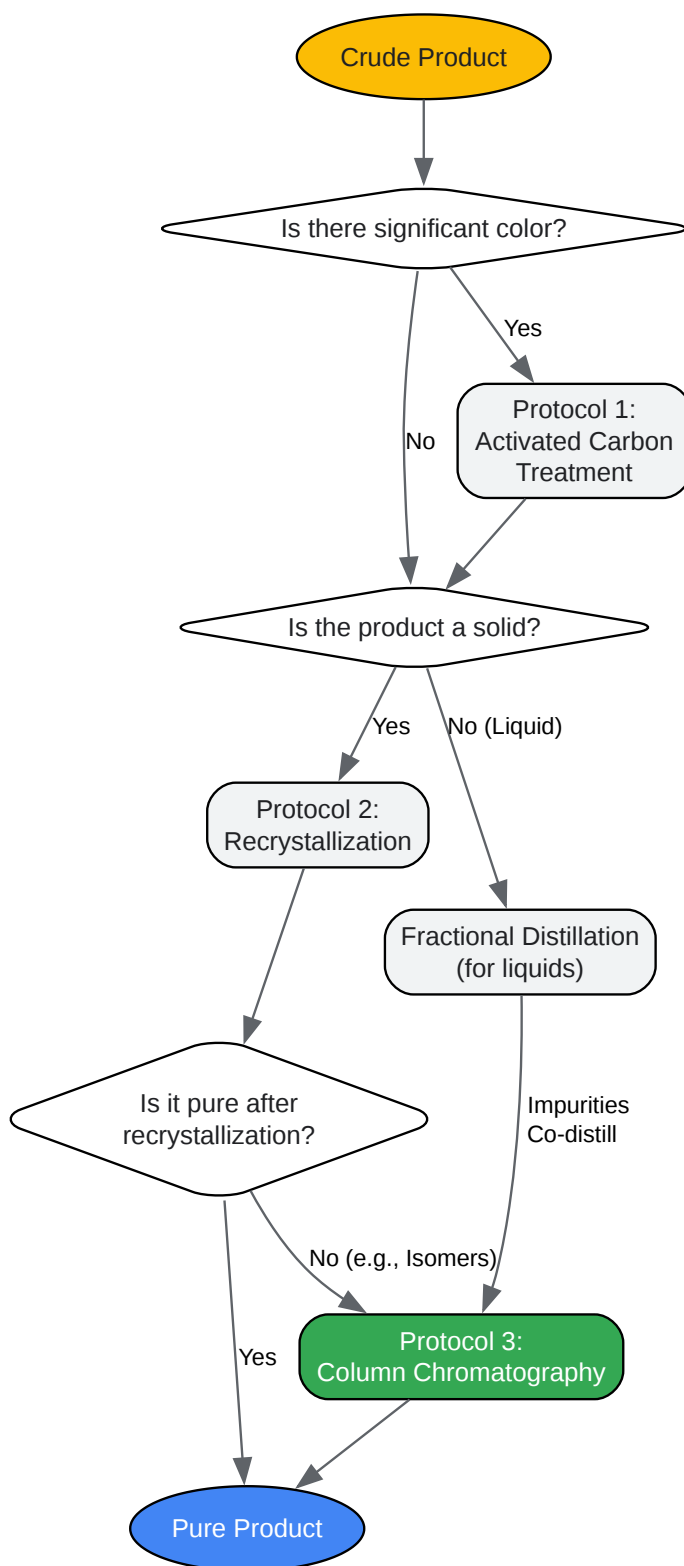 Crude Product
Is there significant color?
Yes
Protocol 1:
Activated Carbon
Treatment
No
Is the product a solid?
Yes
No (Liquid)
Protocol 2:
Recrystallization
Fractional Distillation
(for liquids)
Is it pure after
recrystallization?
Impurities
Co-distill
No (e.g., Isomers)
Protocol 3:
Column Chromatography
Yes
Pure Product